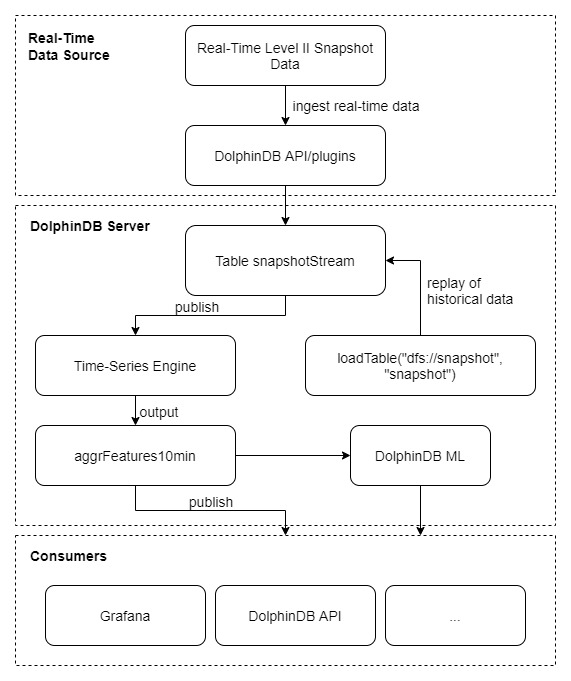 Real-Time
Data Source
Real-Time Level II Snapshot
Data
ingest real-time data
DolphinDB API/plugins
DolphinDB Server
Table snapshotStream
replay of
historical data
publish
Time-Series Engine
loadTable("dfs://snapshot",
"snapshot")
output
aggrFeatures10min
DolphinDB ML
publish
Consumers
Grafana
DolphinDB API
...